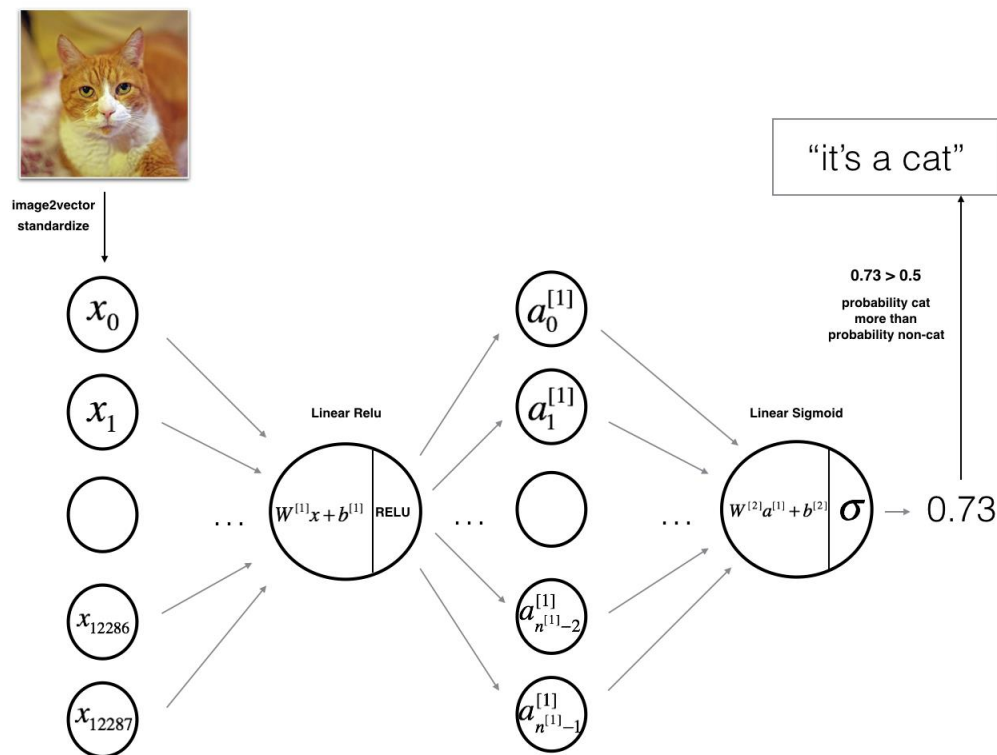 “it’s a cat”
image2vector
standardize
0.73 > 0.5
probability cat
more than
probability non-cat
x₀
a₀^[1]
x₁
Linear Relu
a₁^[1]
Linear Sigmoid
. . .
W^[1]x+b^[1]
RELU
. . .
. . .
W^[2]a^[1]+b^[2]
σ
0.73
x₁₂₂₈₆
a^[1]_{n^[1]−2}
x₁₂₂₈₇
a^[1]_{n^[1]−1}